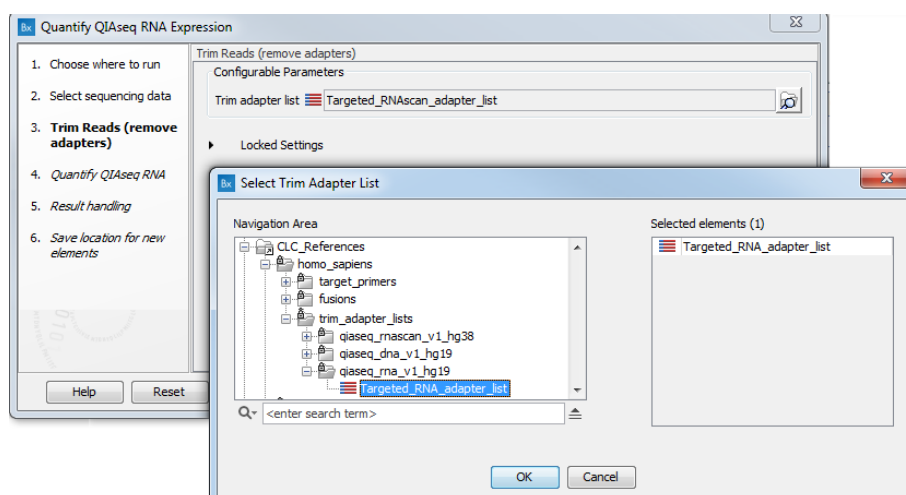 Bx Quantify QIAseq RNA Expression
1. Choose where to run
2. Select sequencing data
3. Trim Reads (remove
adapters)
4. Quantify QIAseq RNA
5. Result handling
6. Save location for new
elements
Trim Reads (remove adapters)
Configurable Parameters
Trim adapter list Targeted_RNAscan_adapter_list
Locked Settings
Help Reset
Bx Select Trim Adapter List
Navigation Area
CLC_References
homo_sapiens
target_primers
fusions
trim_adapter_lists
qiaseq_rnascan_v1_hg38
qiaseq_dna_v1_hg19
qiaseq_rna_v1_hg19
Targeted_RNA_adapter_list
<enter search term>
Selected elements (1)
Targeted_RNA_adapter_list
OK Cancel